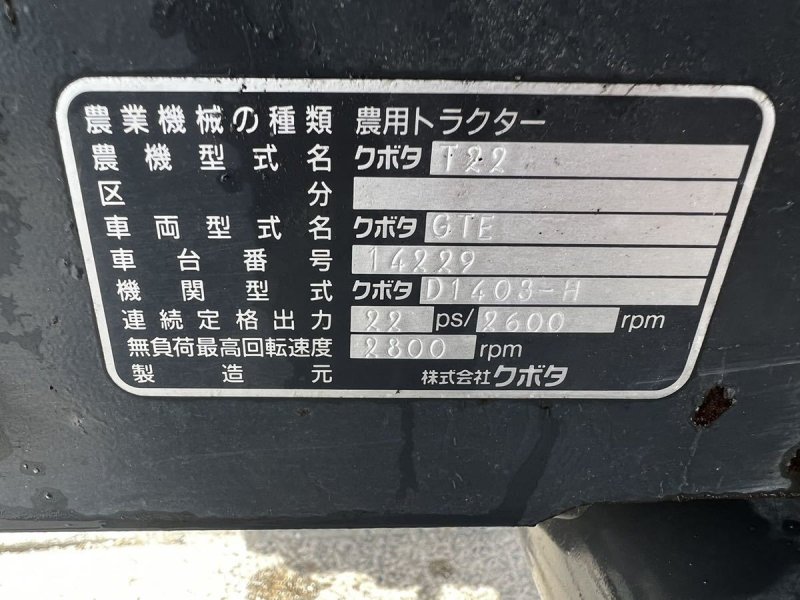 農業機械の種類 農用トラクター
農機型式名 クボタ T22
区分
車両型式名 クボタ GTE
車台番号 14229
機関型式 クボタ D1403-H
連続定格出力 22 ps/2600 rpm
無負荷最高回転速度 2800 rpm
製造元 株式会社クボタ